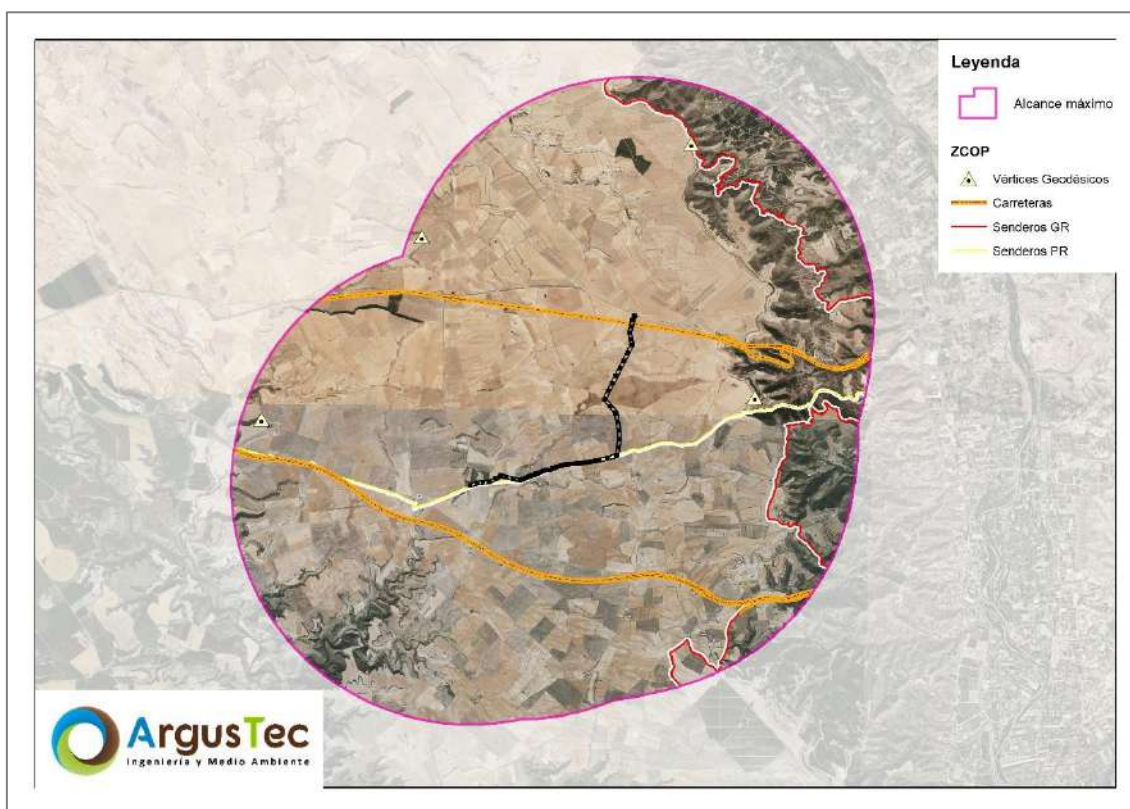 Leyenda
Alcance máximo
ZCOP
Vértices Geodésicos
Carreteras
Senderos GR
Senderos PR
ArgusTec
Ingeniería y Medio Ambiente